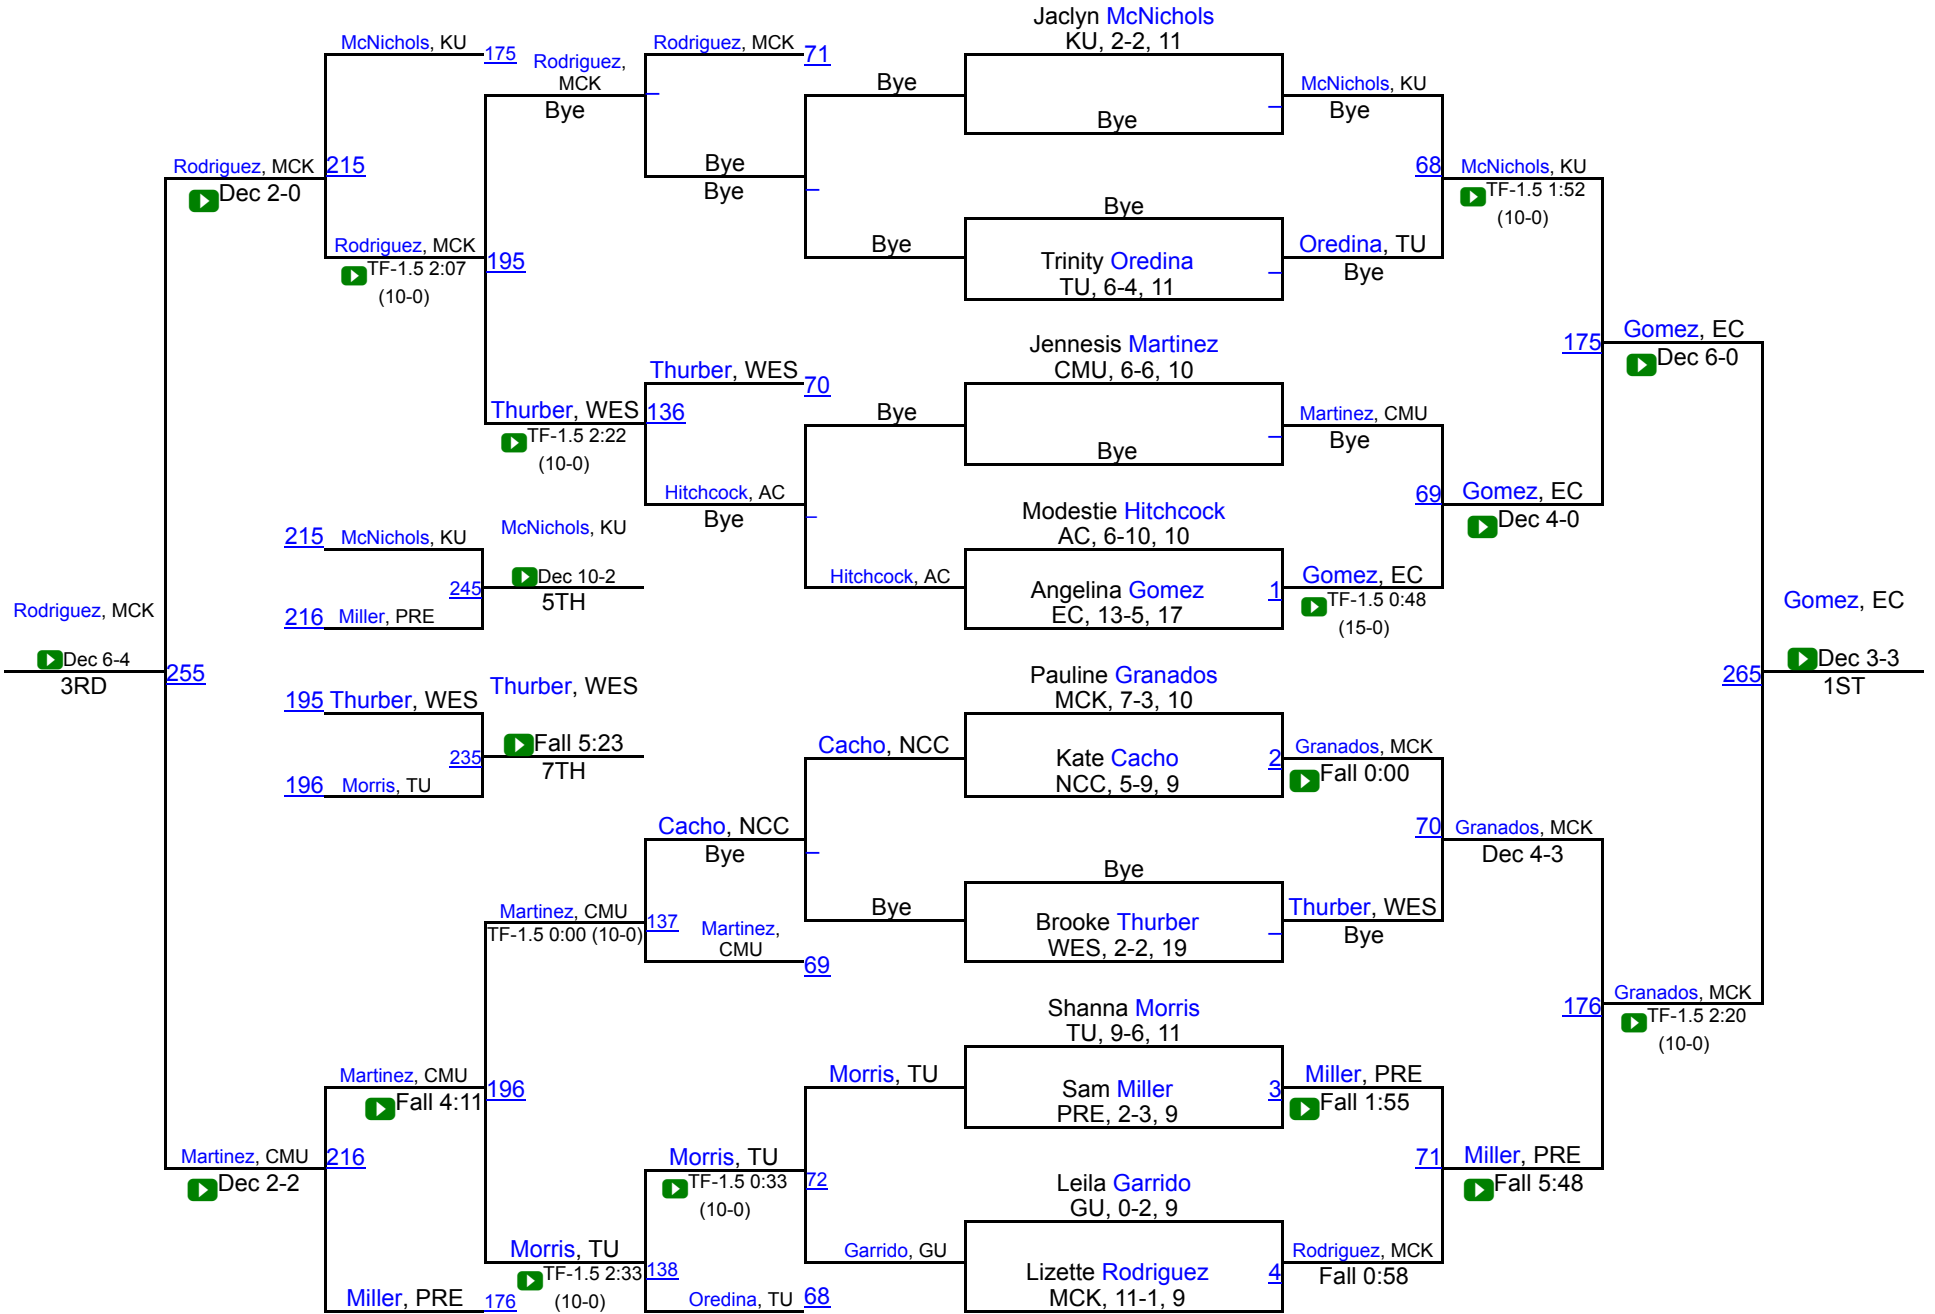 Jaclyn McNichols
KU, 2-2, 11
Bye
Bye
Trinity Oredina
TU, 6-4, 11
Jennesis Martinez
CMU, 6-6, 10
Bye
Modestie Hitchcock
AC, 6-10, 10
Angelina Gomez
EC, 13-5, 17
1
Pauline Granados
MCK, 7-3, 10
Kate Cacho
NCC, 5-9, 9
2
Bye
Brooke Thurber
WES, 2-2, 19
Shanna Morris
TU, 9-6, 11
Sam Miller
PRE, 2-3, 9
3
Leila Garrido
GU, 0-2, 9
Lizette Rodriguez
MCK, 11-1, 9
4
McNichols, KU
Bye
68
Oredina, TU
Bye
Martinez, CMU
Bye
69
Gomez, EC
TF-1.5 0:48
(15-0)
Granados, MCK
Fall 0:00
70
Thurber, WES
Bye
Miller, PRE
Fall 1:55
71
Rodriguez, MCK
Fall 0:58
McNichols, KU
TF-1.5 1:52
(10-0)
175
Gomez, EC
Dec 4-0
Granados, MCK
Dec 4-3
176
Miller, PRE
Fall 5:48
Gomez, EC
Dec 6-0
265
Granados, MCK
TF-1.5 2:20
(10-0)
Gomez, EC
Dec 3-3
1ST
Bye
Bye
Bye
Hitchcock, AC
Cacho, NCC
Bye
Morris, TU
72
Garrido, GU
Rodriguez, MCK 71
Bye
Bye
Thurber, WES
70
136
Hitchcock, AC
Bye
Cacho, NCC
Bye
137
Martinez,
CMU
69
Morris, TU
TF-1.5 0:33
(10-0)
138
Oredina, TU 68
Rodriguez,
MCK
Bye
195
Thurber, WES
TF-1.5 2:22
(10-0)
Martinez, CMU
TF-1.5 0:00 (10-0)
196
Morris, TU
TF-1.5 2:33
(10-0)
McNichols, KU
175
215
Rodriguez, MCK
TF-1.5 2:07
(10-0)
Martinez, CMU
Fall 4:11
216
Miller, PRE 176
Rodriguez, MCK
Dec 2-0
255
Martinez, CMU
Dec 2-2
Rodriguez, MCK
Dec 6-4
3RD
215 McNichols, KU
216 Miller, PRE
245
McNichols, KU
Dec 10-2
5TH
195 Thurber, WES
196 Morris, TU
235
Thurber, WES
Fall 5:23
7TH